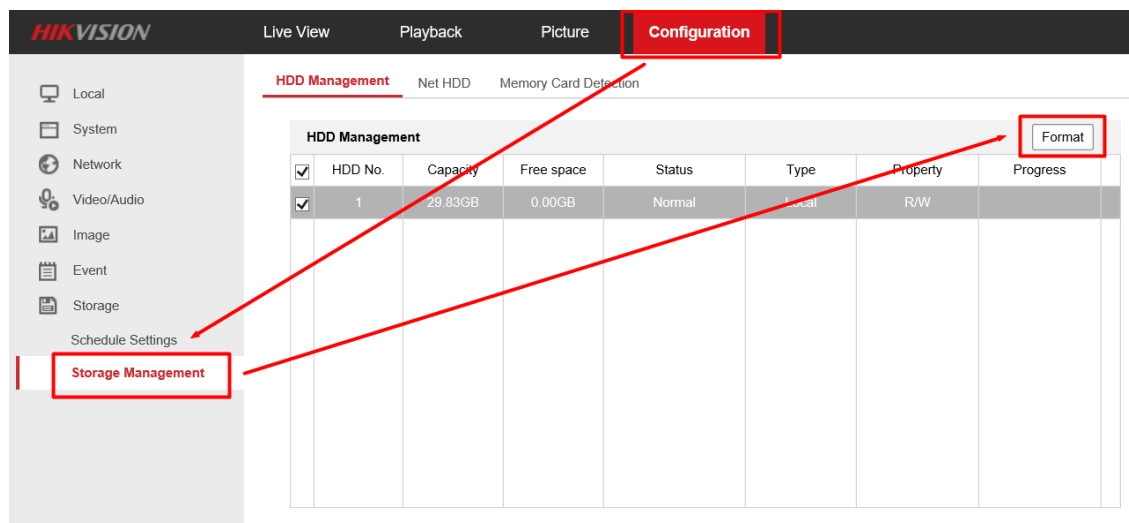 HIKVISION Live View Playback Picture Configuration
HDD Management Net HDD Memory Card Detection
Local
System
Network
Video/Audio
Image
Event
Storage
Schedule Settings
Storage Management
HDD Management Format
HDD No. Capacity Free space Status Type Property Progress
1 29.83GB 0.00GB Normal Local R/W